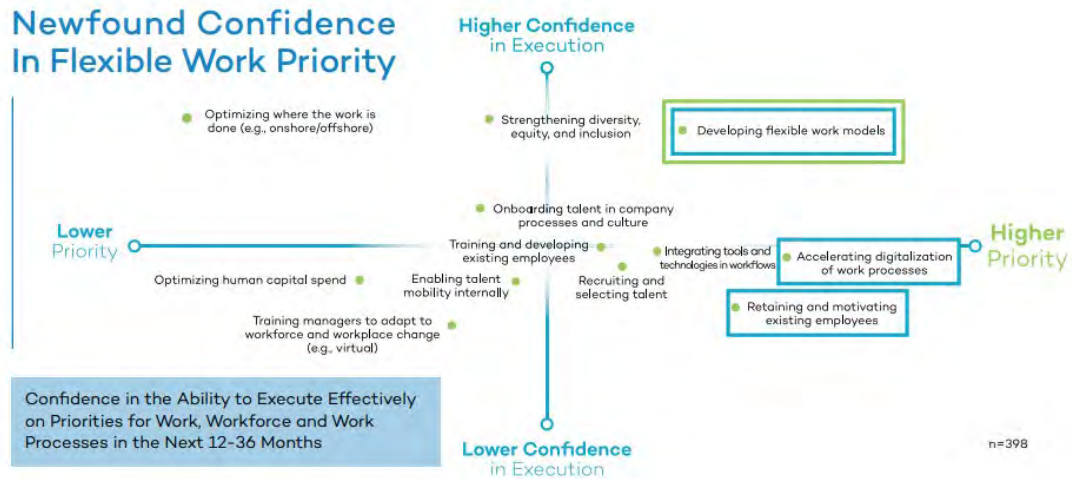 Newfound Confidence
In Flexible Work Priority
Higher Confidence
in Execution
Optimizing where the work is
done (e.g., onshore/offshore)
Strengthening diversity,
equity, and inclusion
Developing flexible work models
Onboarding talent in company
processes and culture
Lower
Priority
Training and developing
existing employees
Integrating tools and
technologies in workflows
Accelerating digitalization
of work processes
Higher
Priority
Optimizing human capital spend
Enabling talent
mobility internally
Recruiting and
selecting talent
Retaining and motivating
existing employees
Training managers to adapt to
workforce and workplace change
(e.g., virtual)
Confidence in the Ability to Execute Effectively
on Priorities for Work, Workforce and Work
Processes in the Next 12-36 Months
Lower Confidence
in Execution
n=398